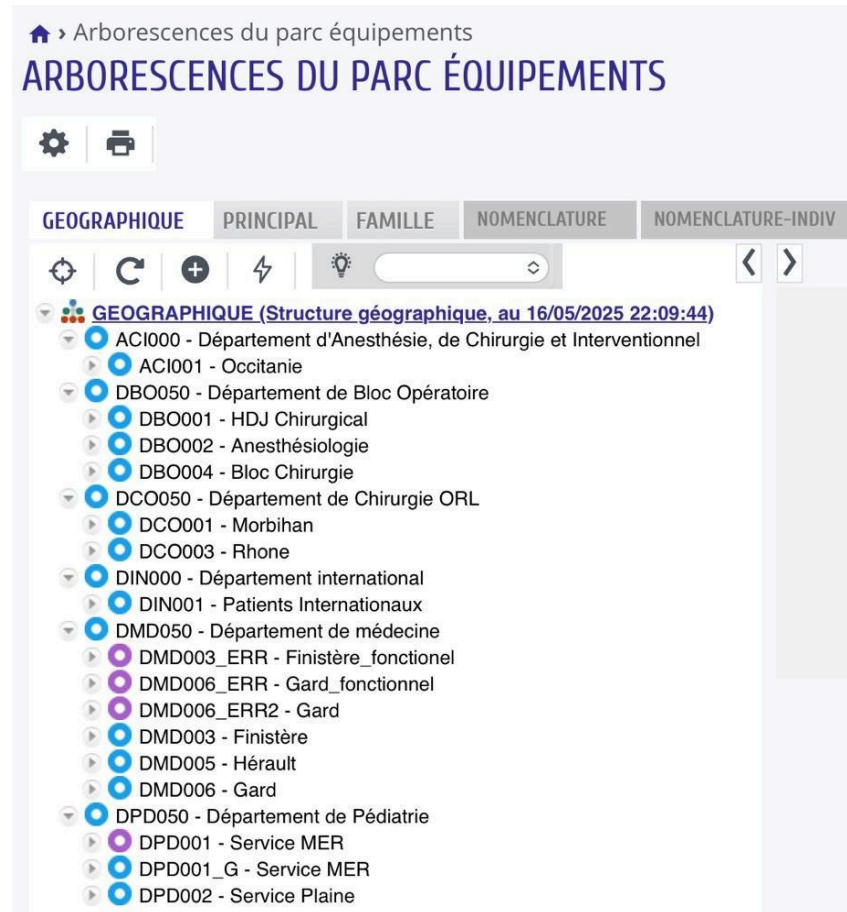 › Arborescences du parc équipements
ARBORESCENCES DU PARC ÉQUIPEMENTS
GEOGRAPHIQUE PRINCIPAL FAMILLE NOMENCLATURE NOMENCLATURE-INDIV
GEOGRAPHIQUE (Structure géographique, au 16/05/2025 22:09:44)
ACI000 - Département d'Anesthésie, de Chirurgie et Interventionnel
ACI001 - Occitanie
DBO050 - Département de Bloc Opératoire
DBO001 - HDJ Chirurgical
DBO002 - Anesthésiologie
DBO004 - Bloc Chirurgie
DCO050 - Département de Chirurgie ORL
DCO001 - Morbihan
DCO003 - Rhone
DIN000 - Département international
DIN001 - Patients Internationaux
DMD050 - Département de médecine
DMD003_ERR - Finistère_fonctionel
DMD006_ERR - Gard_fonctionnel
DMD006_ERR2 - Gard
DMD003 - Finistère
DMD005 - Hérault
DMD006 - Gard
DPD050 - Département de Pédiatrie
DPD001 - Service MER
DPD001_G - Service MER
DPD002 - Service Plaine